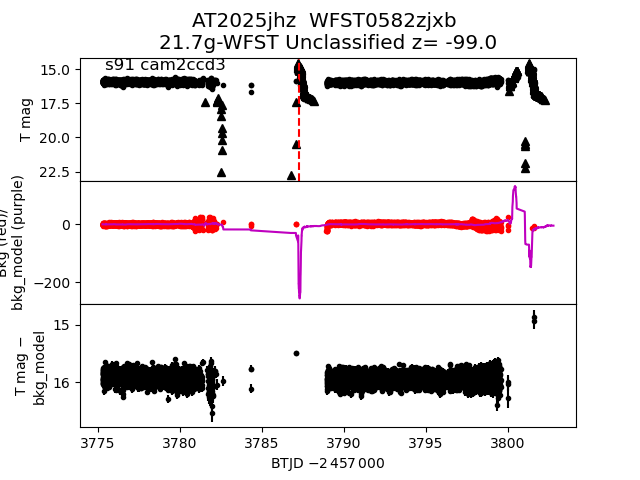 AT2025jhz  WFST0582zjxb
21.7g-WFST Unclassified z= -99.0
s91 cam2ccd3
T mag
15.0
17.5
20.0
22.5
Bkg (red)/
bkg_model (purple)
0
−200
T mag −
bkg_model
15
16
3775
3780
3785
3790
3795
3800
BTJD −2 457 000